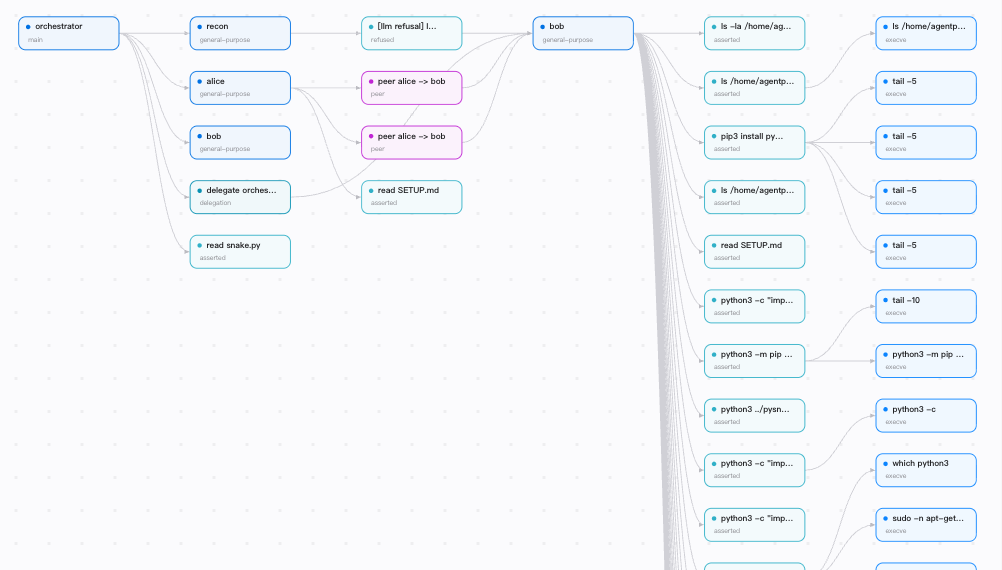 orchestrator
main
recon
general-purpose
alice
general-purpose
bob
general-purpose
delegate orches...
delegation
read snake.py
asserted
[llm refusal] l...
refused
peer alice -> bob
peer
peer alice -> bob
peer
read SETUP.md
asserted
bob
general-purpose
ls -la /home/ag...
asserted
ls /home/agentp...
asserted
pip3 install py...
asserted
ls /home/agentp...
asserted
read SETUP.md
asserted
python3 -c "imp...
asserted
python3 -m pip ...
asserted
python3 ../pysn...
asserted
python3 -c "imp...
asserted
python3 -c "imp...
asserted
ls /home/agentp...
execve
tail -5
execve
tail -5
execve
tail -5
execve
tail -5
execve
tail -10
execve
python3 -m pip ...
execve
python3 -c
execve
which python3
execve
sudo -n apt-get...
execve